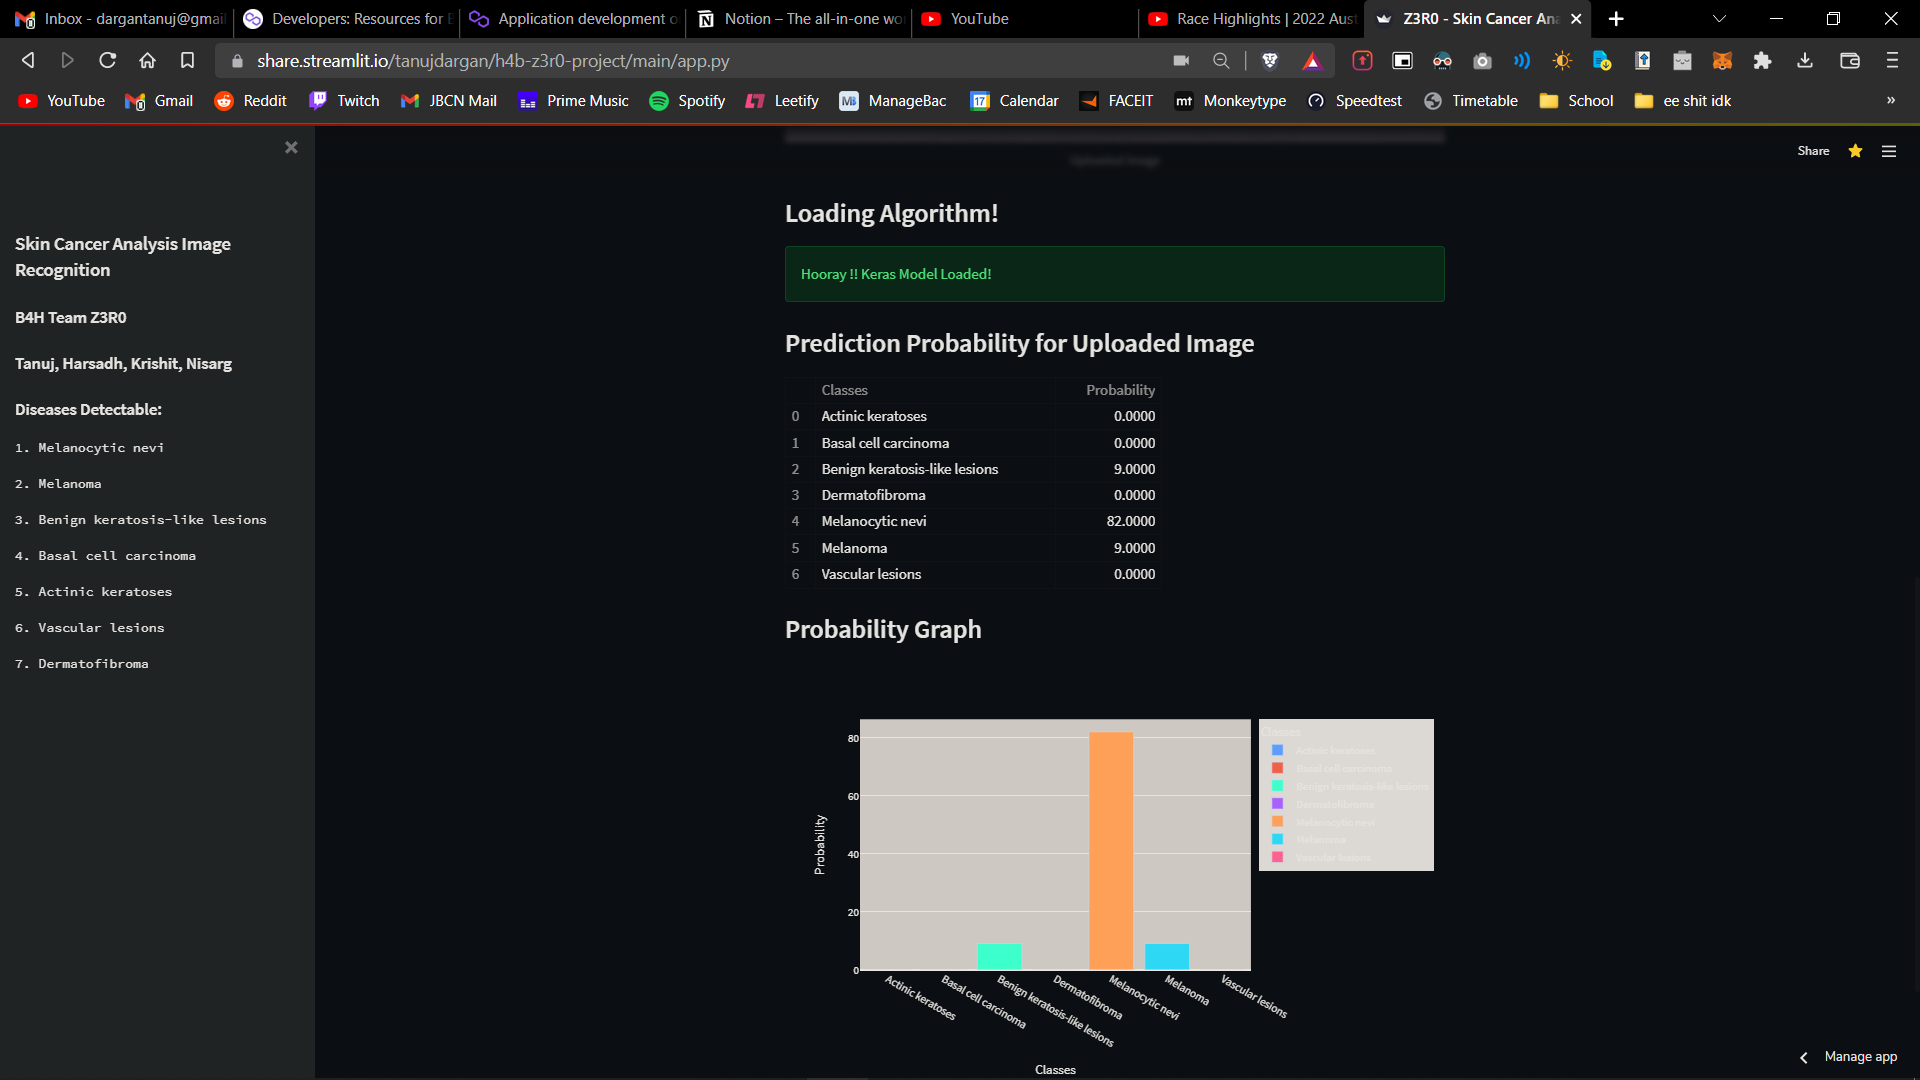 Inbox - dargantanuj@gmai
Developers: Resources for E
Application development o
Notion – The all-in-one wo
YouTube
Race Highlights | 2022 Aust
Z3R0 - Skin Cancer Ana
share.streamlit.io/tanujdargan/h4b-z3r0-project/main/app.py
YouTube
Gmail
Reddit
Twitch
JBCN Mail
Prime Music
Spotify
Leetify
ManageBac
Calendar
FACEIT
Monkeytype
Speedtest
Timetable
School
ee shit idk
»
Skin Cancer Analysis Image
Recognition
B4H Team Z3R0
Tanuj, Harsadh, Krishit, Nisarg
Diseases Detectable:
1. Melanocytic nevi
2. Melanoma
3. Benign keratosis-like lesions
4. Basal cell carcinoma
5. Actinic keratoses
6. Vascular lesions
7. Dermatofibroma
Share
Uploaded Image
Loading Algorithm!
Hooray !! Keras Model Loaded!
Prediction Probability for Uploaded Image
Classes Probability
0 Actinic keratoses 0.0000
1 Basal cell carcinoma 0.0000
2 Benign keratosis-like lesions 9.0000
3 Dermatofibroma 0.0000
4 Melanocytic nevi 82.0000
5 Melanoma 9.0000
6 Vascular lesions 0.0000
Probability Graph
Probability
80
60
40
20
0
Actinic keratoses
Basal cell carcinoma
Benign keratosis-like lesions
Dermatofibroma
Melanocytic nevi
Melanoma
Vascular lesions
Classes
Classes
Actinic keratoses
Basal cell carcinoma
Benign keratosis-like lesions
Dermatofibroma
Melanocytic nevi
Melanoma
Vascular lesions
Manage app